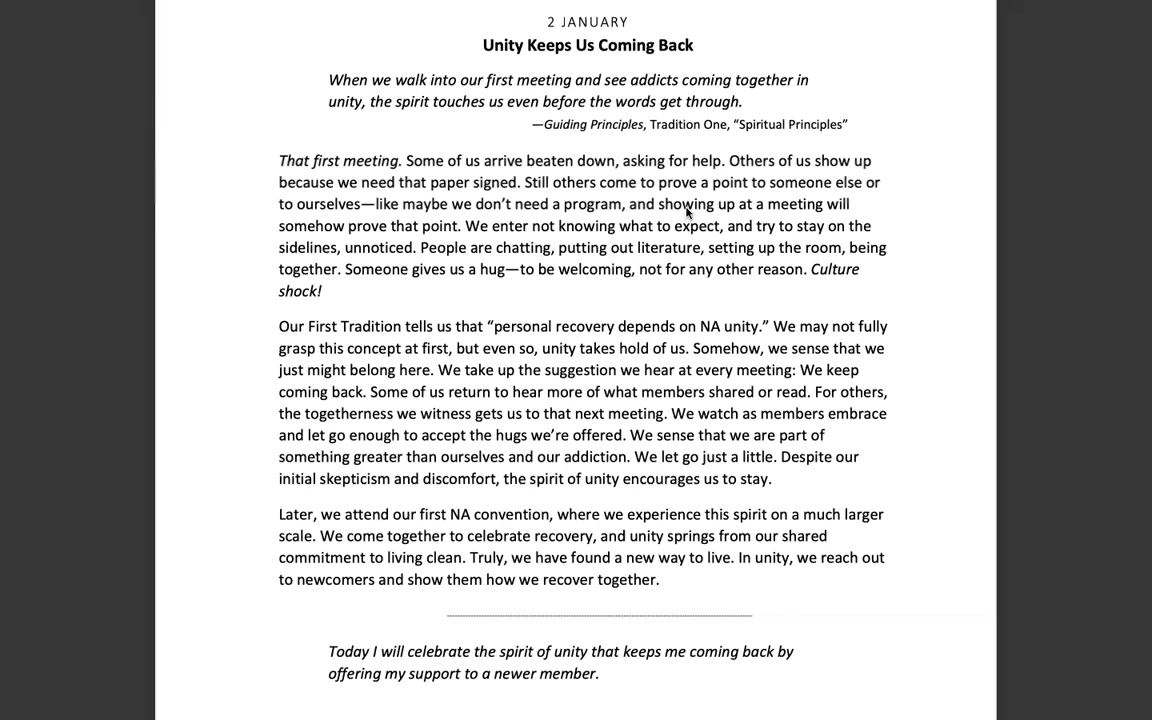 2 JANUARY
Unity Keeps Us Coming Back
When we walk into our first meeting and see addicts coming together in
unity, the spirit touches us even before the words get through.
—Guiding Principles, Tradition One, “Spiritual Principles”
That first meeting. Some of us arrive beaten down, asking for help. Others of us show up
because we need that paper signed. Still others come to prove a point to someone else or
to ourselves—like maybe we don’t need a program, and showing up at a meeting will
somehow prove that point. We enter not knowing what to expect, and try to stay on the
sidelines, unnoticed. People are chatting, putting out literature, setting up the room, being
together. Someone gives us a hug—to be welcoming, not for any other reason. Culture
shock!
Our First Tradition tells us that “personal recovery depends on NA unity.” We may not fully
grasp this concept at first, but even so, unity takes hold of us. Somehow, we sense that we
just might belong here. We take up the suggestion we hear at every meeting: We keep
coming back. Some of us return to hear more of what members shared or read. For others,
the togetherness we witness gets us to that next meeting. We watch as members embrace
and let go enough to accept the hugs we’re offered. We sense that we are part of
something greater than ourselves and our addiction. We let go just a little. Despite our
initial skepticism and discomfort, the spirit of unity encourages us to stay.
Later, we attend our first NA convention, where we experience this spirit on a much larger
scale. We come together to celebrate recovery, and unity springs from our shared
commitment to living clean. Truly, we have found a new way to live. In unity, we reach out
to newcomers and show them how we recover together.
Today I will celebrate the spirit of unity that keeps me coming back by
offering my support to a newer member.